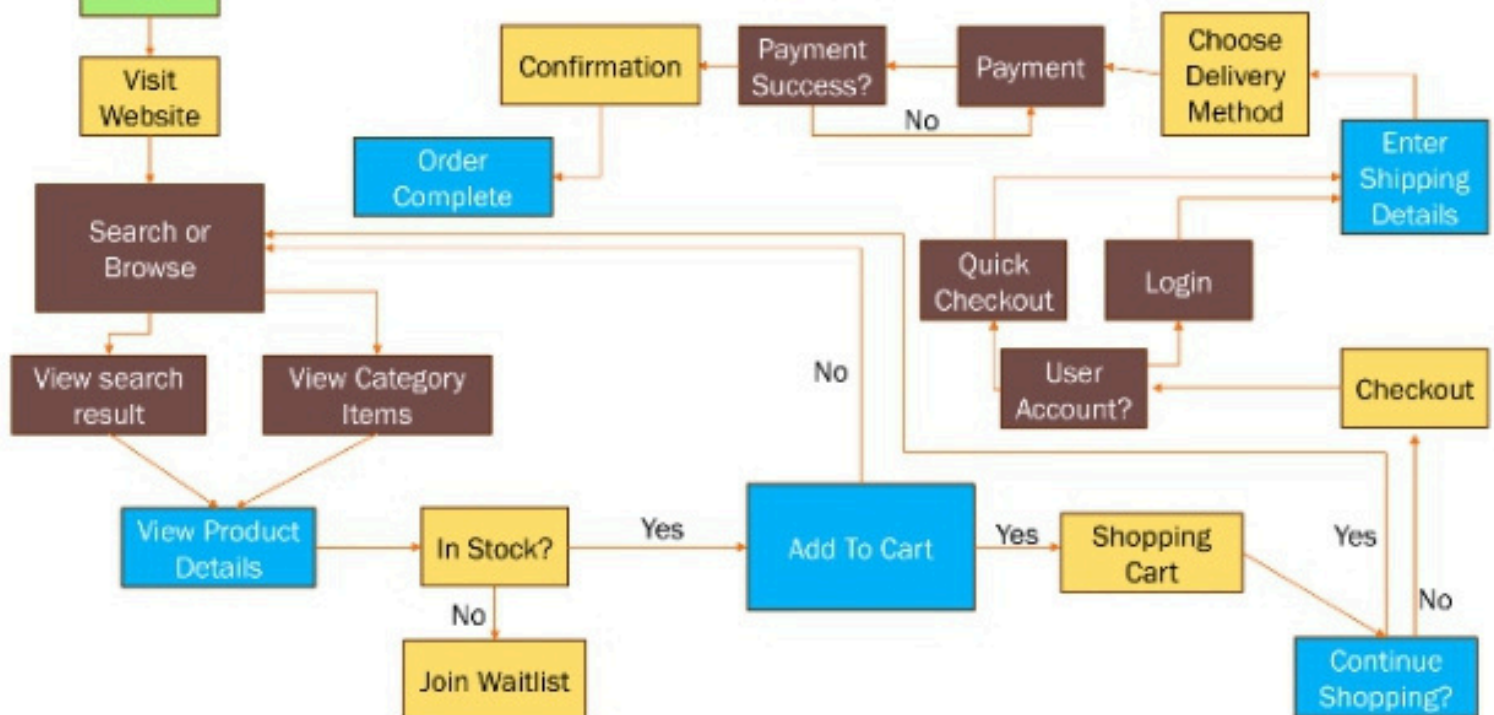 Visit
Website
Confirmation
Payment
Success?
Payment
Choose
Delivery
Method
No
Order
Complete
Enter
Shipping
Details
Search or
Browse
Quick
Checkout
Login
View search
result
View Category
Items
No
User
Account?
Checkout
View Product
Details
In Stock?
Yes
Add To Cart
Yes
Shopping
Cart
Yes
No
No
Join Waitlist
Continue
Shopping?